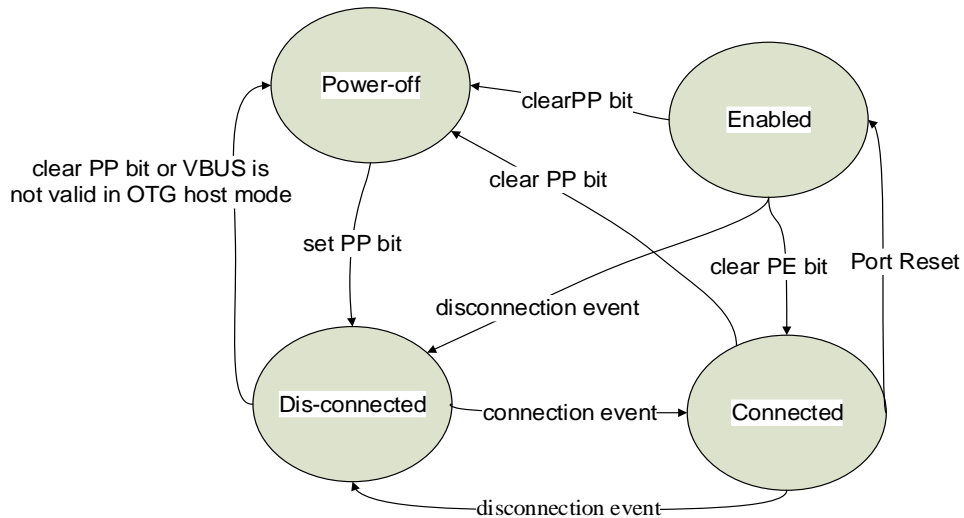 Power-off
Enabled
clearPP bit
clear PP bit or VBUS is
not valid in OTG host mode
clear PP bit
set PP bit
clear PE bit
Port Reset
disconnection event
Dis-connected
connection event
Connected
disconnection event